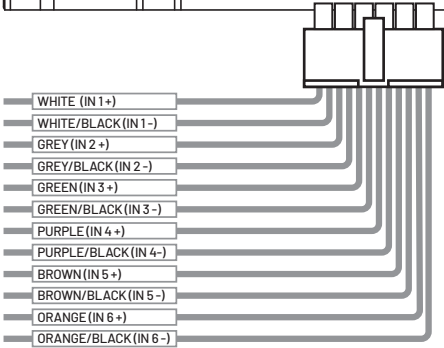 WHITE (IN 1+)
WHITE/BLACK (IN 1-)
GREY (IN 2+)
GREY/BLACK (IN 2-)
GREEN (IN 3+)
GREEN/BLACK (IN 3-)
PURPLE (IN 4+)
PURPLE/BLACK (IN 4-)
BROWN (IN 5+)
BROWN/BLACK (IN 5-)
ORANGE (IN 6+)
ORANGE/BLACK (IN 6-)